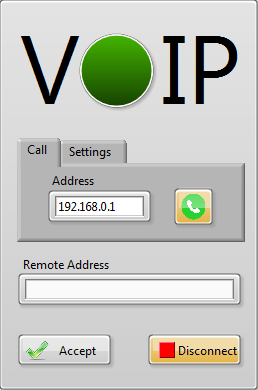 VOIP
Call Settings
Address
192.168.0.1
Remote Address
Accept Disconnect